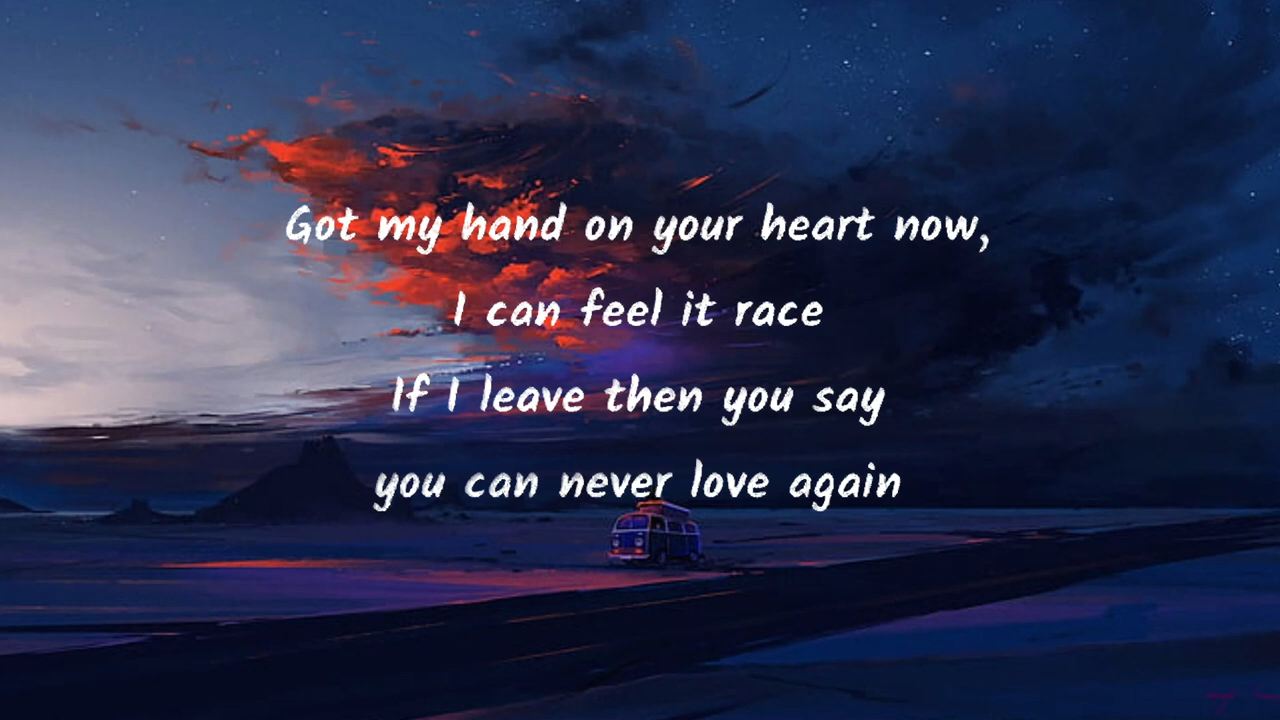 Got my hand on your heart now,
I can feel it race
If I leave then you say
you can never love again